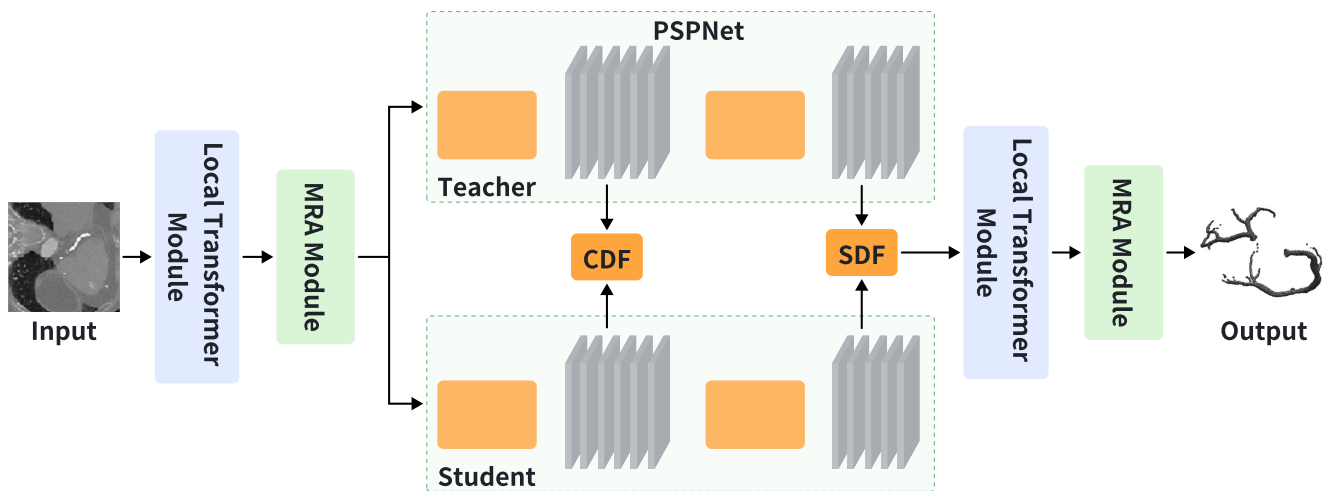 Input
Local Transformer
Module
MRA Module
PSPNet
Teacher
CDF
SDF
Student
Local Transformer
Module
MRA Module
Output